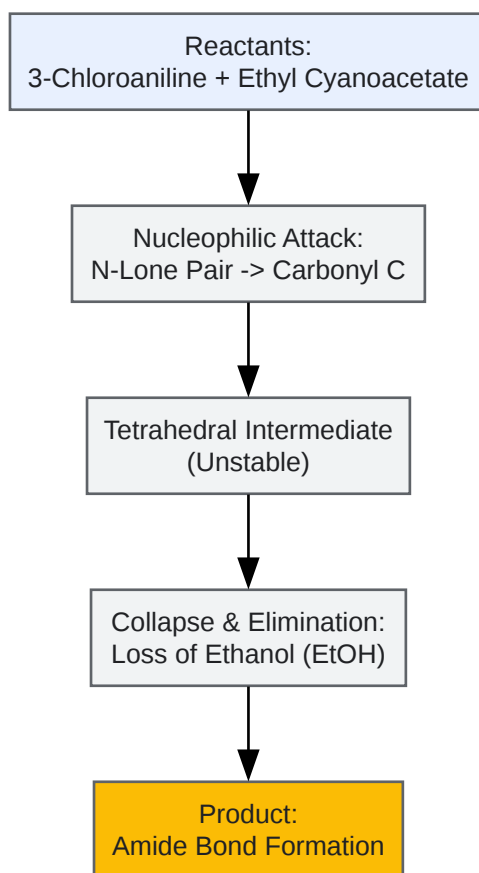 Reactants:
3-Chloroaniline + Ethyl Cyanoacetate
Nucleophilic Attack:
N-Lone Pair -> Carbonyl C
Tetrahedral Intermediate
(Unstable)
Collapse & Elimination:
Loss of Ethanol (EtOH)
Product:
Amide Bond Formation